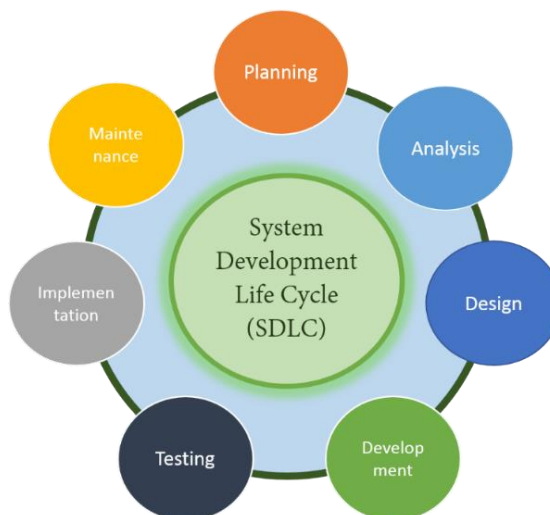 Planning
Analysis
Design
Develop
ment
Testing
Implemen
tation
Mainte
nance
System
Development
Life Cycle
(SDLC)